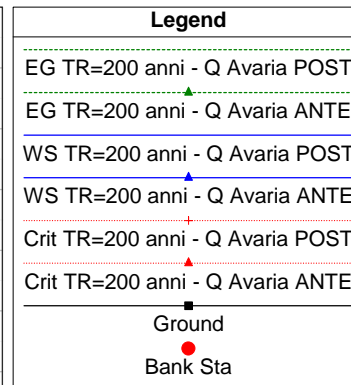 Legend
EG TR=200 anni - Q Avaria POST
EG TR=200 anni - Q Avaria ANTE
WS TR=200 anni - Q Avaria POST
WS TR=200 anni - Q Avaria ANTE
Crit TR=200 anni - Q Avaria POST
Crit TR=200 anni - Q Avaria ANTE
Ground
Bank Sta